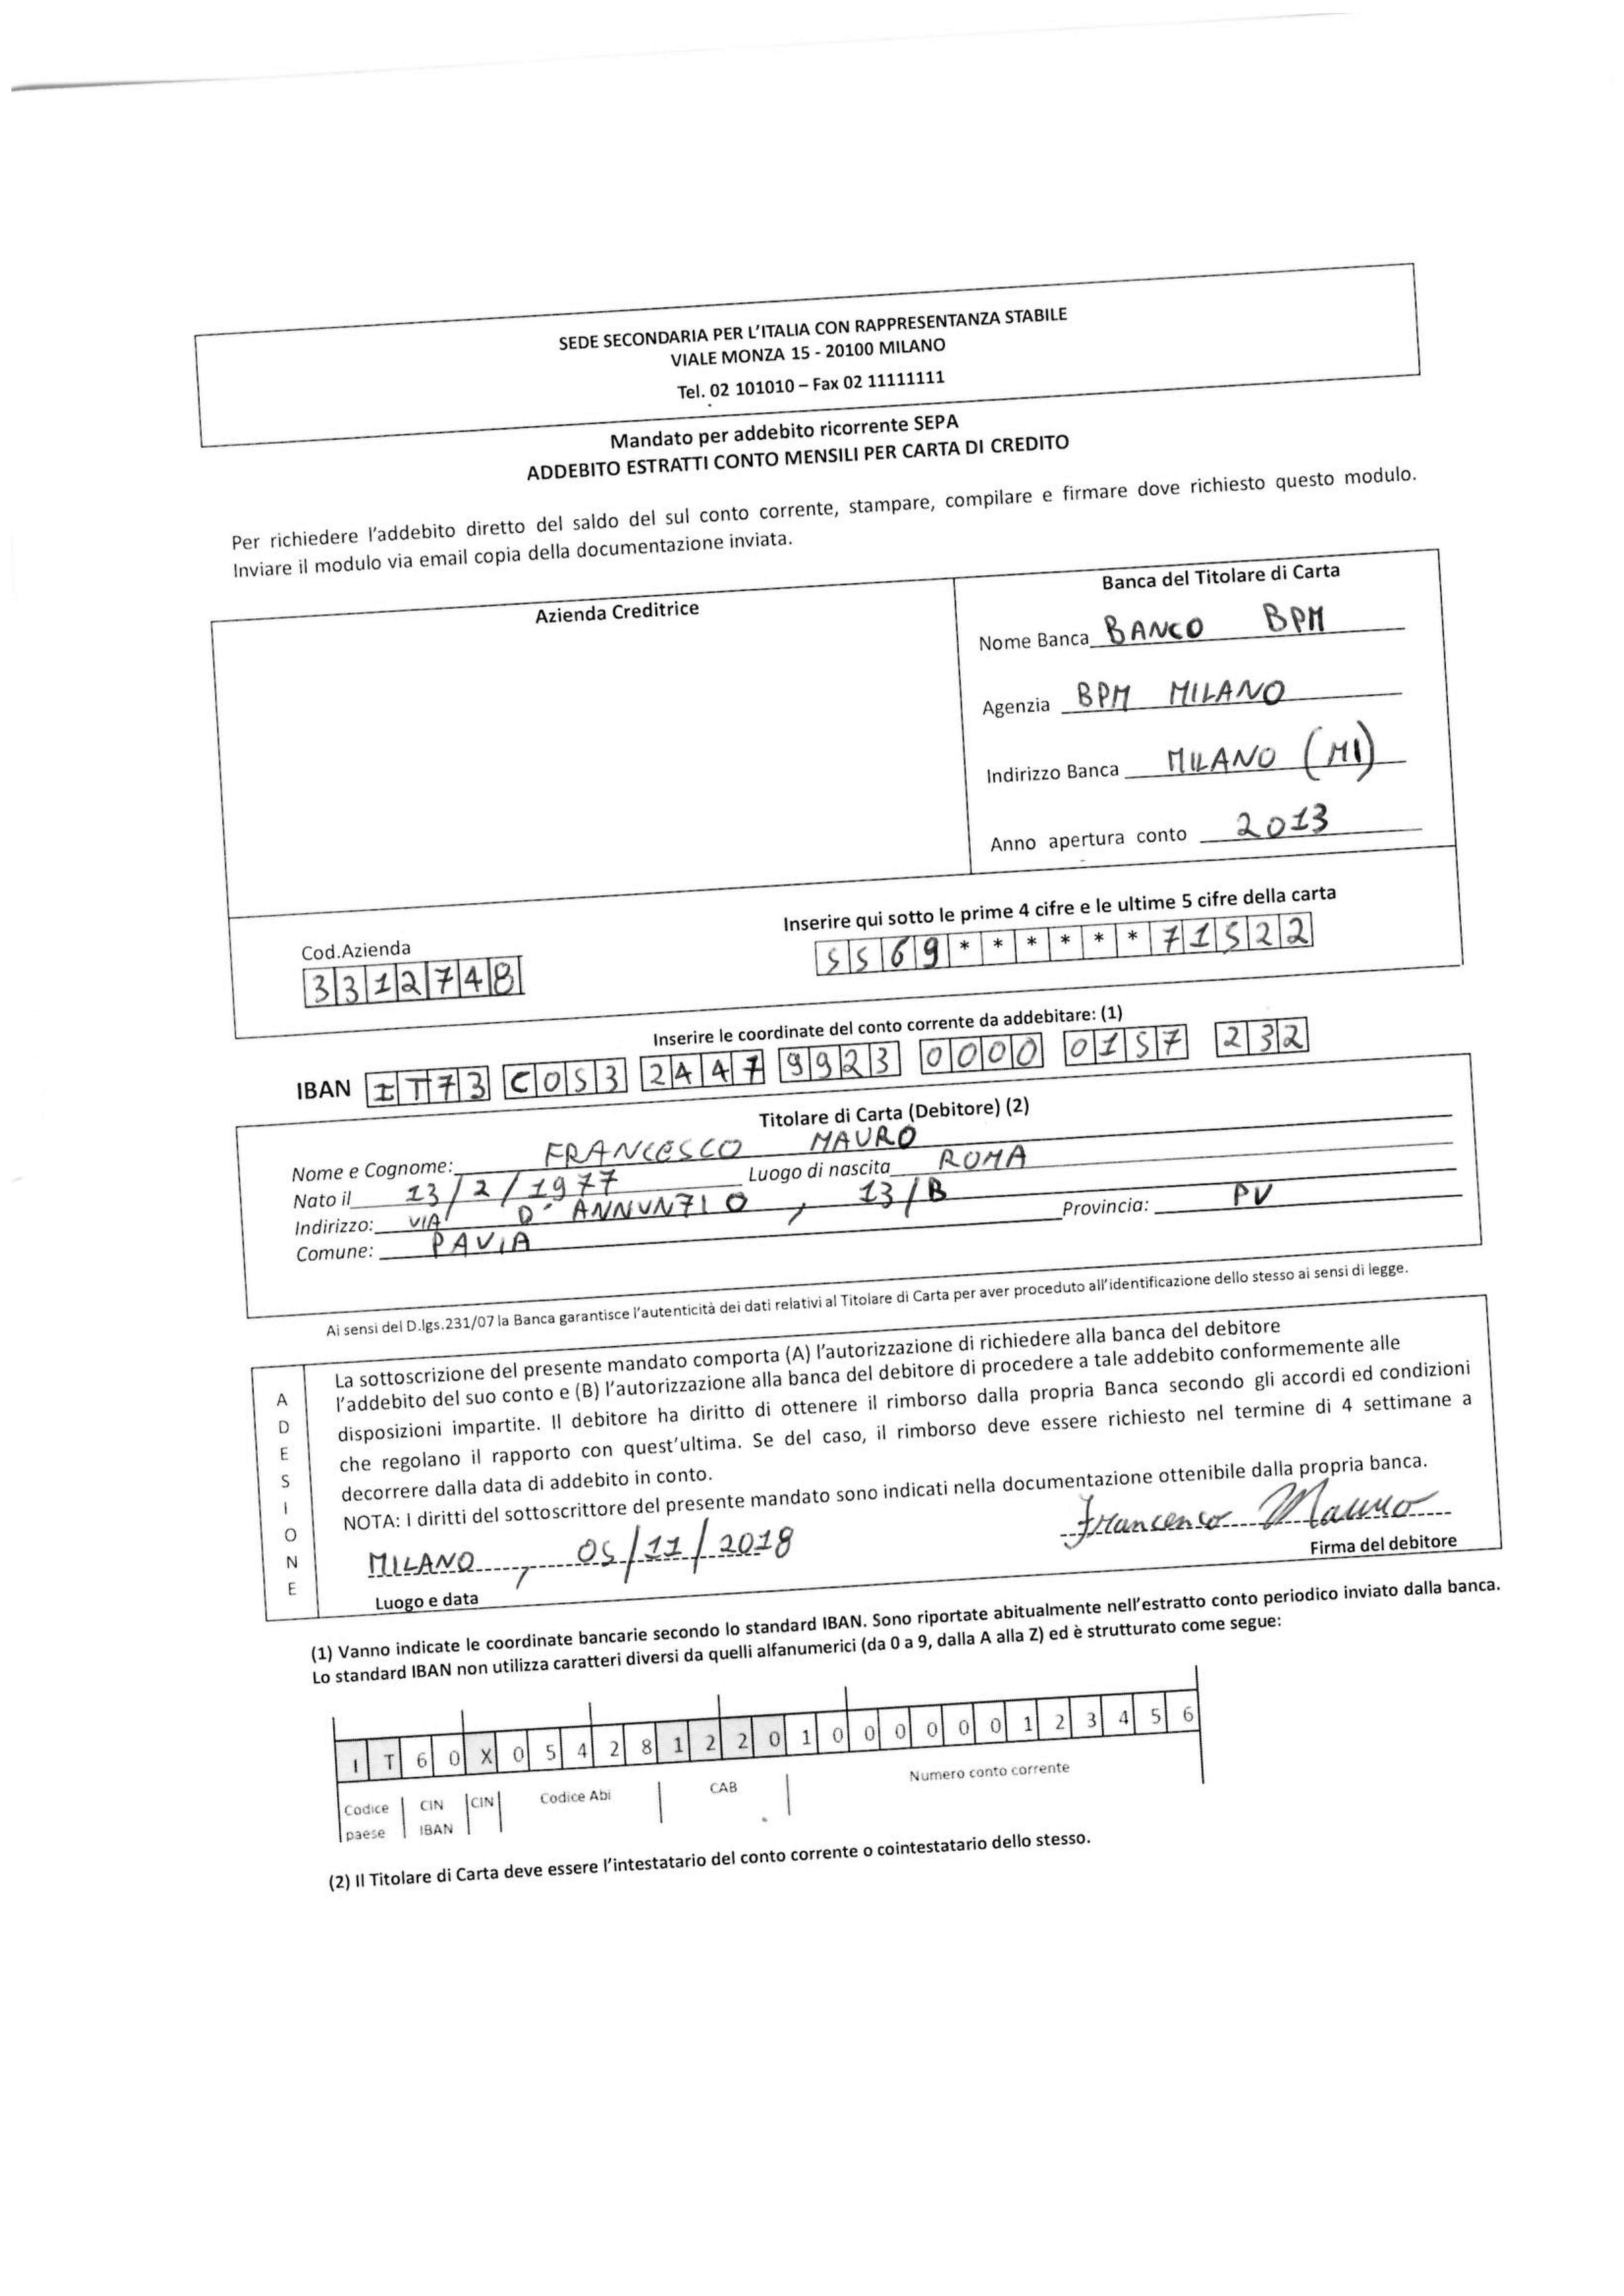 SEDE SECONDARIA PER L'ITALIA CON RAPPRESENTANZA STABILE
VIALE MONZA 15 - 20100 MILANO
Tel. 02 101010 – Fax 02 11111111
Mandato per addebito ricorrente SEPA
ADDEBITO ESTRATTI CONTO MENSILI PER CARTA DI CREDITO
Per richiedere l'addebito diretto del saldo del sul conto corrente, stampare, compilare e firmare dove richiesto questo modulo.
Inviare il modulo via email copia della documentazione inviata.
Azienda Creditrice
Banca del Titolare di Carta
Nome Banca BANCO BPM
Agenzia BPM MILANO
Indirizzo Banca MILANO (MI)
Anno apertura conto 2013
Cod.Azienda
3312748
Inserire qui sotto le prime 4 cifre e le ultime 5 cifre della carta
5569******71522
Inserire le coordinate del conto corrente da addebitare: (1)
IBAN IT73 C053 2447 9923 0000 0157 232
Titolare di Carta (Debitore) (2)
Nome e Cognome: FRANCESCO MAURO
Nato il 13/2/1977 Luogo di nascita ROMA
Indirizzo: VIA D' ANNUNZIO, 13/B
Comune: PAVIA Provincia: PV
Ai sensi del D.lgs.231/07 la Banca garantisce l'autenticità dei dati relativi al Titolare di Carta per aver proceduto all'identificazione dello stesso ai sensi di legge.
ADESIONE
La sottoscrizione del presente mandato comporta (A) l'autorizzazione di richiedere alla banca del debitore
l'addebito del suo conto e (B) l'autorizzazione alla banca del debitore di procedere a tale addebito conformemente alle
disposizioni impartite. Il debitore ha diritto di ottenere il rimborso dalla propria Banca secondo gli accordi ed condizioni
che regolano il rapporto con quest'ultima. Se del caso, il rimborso deve essere richiesto nel termine di 4 settimane a
decorrere dalla data di addebito in conto.
NOTA: I diritti del sottoscrittore del presente mandato sono indicati nella documentazione ottenibile dalla propria banca.
MILANO, 05/11/2018
Francesco Mauro
Luogo e data
Firma del debitore
(1) Vanno indicate le coordinate bancarie secondo lo standard IBAN. Sono riportate abitualmente nell'estratto conto periodico inviato dalla banca.
Lo standard IBAN non utilizza caratteri diversi da quelli alfanumerici (da 0 a 9, dalla A alla Z) ed è strutturato come segue:
I T 6 0 X 0 5 4 2 8 1 2 2 0 1 0 0 0 0 0 0 1 2 3 4 5 6
Codice paese
CIN IBAN
CIN
Codice Abi
CAB
Numero conto corrente
(2) Il Titolare di Carta deve essere l'intestatario del conto corrente o cointestatario dello stesso.